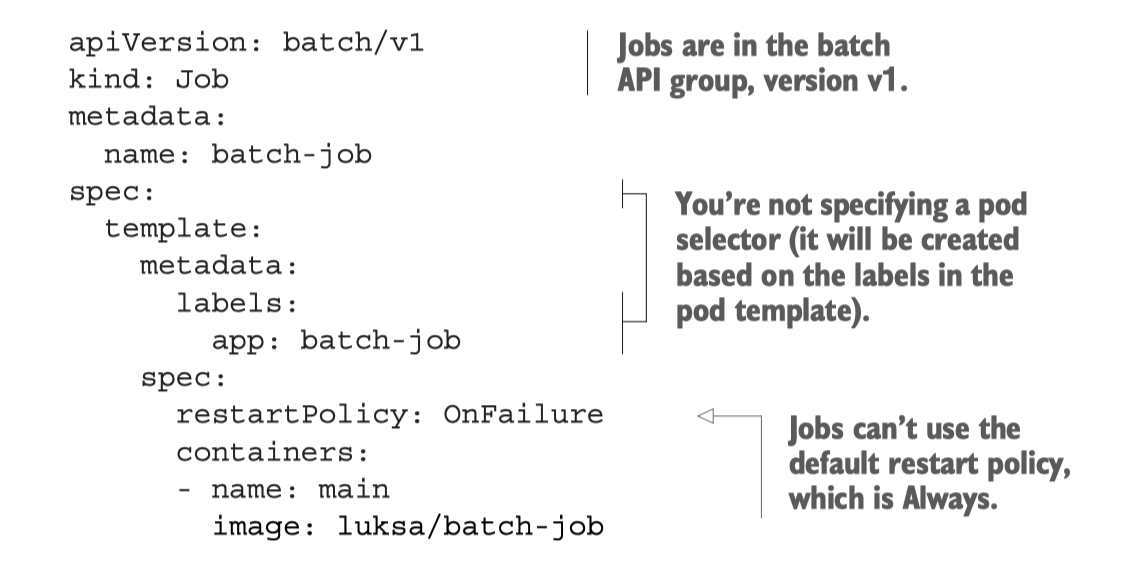 apiVersion: batch/v1
kind: Job
metadata:
  name: batch-job
spec:
  template:
    metadata:
      labels:
        app: batch-job
    spec:
      restartPolicy: OnFailure
      containers:
      - name: main
        image: luksa/batch-job
Jobs are in the batch
API group, version v1.
You’re not specifying a pod
selector (it will be created
based on the labels in the
pod template).
Jobs can’t use the
default restart policy,
which is Always.